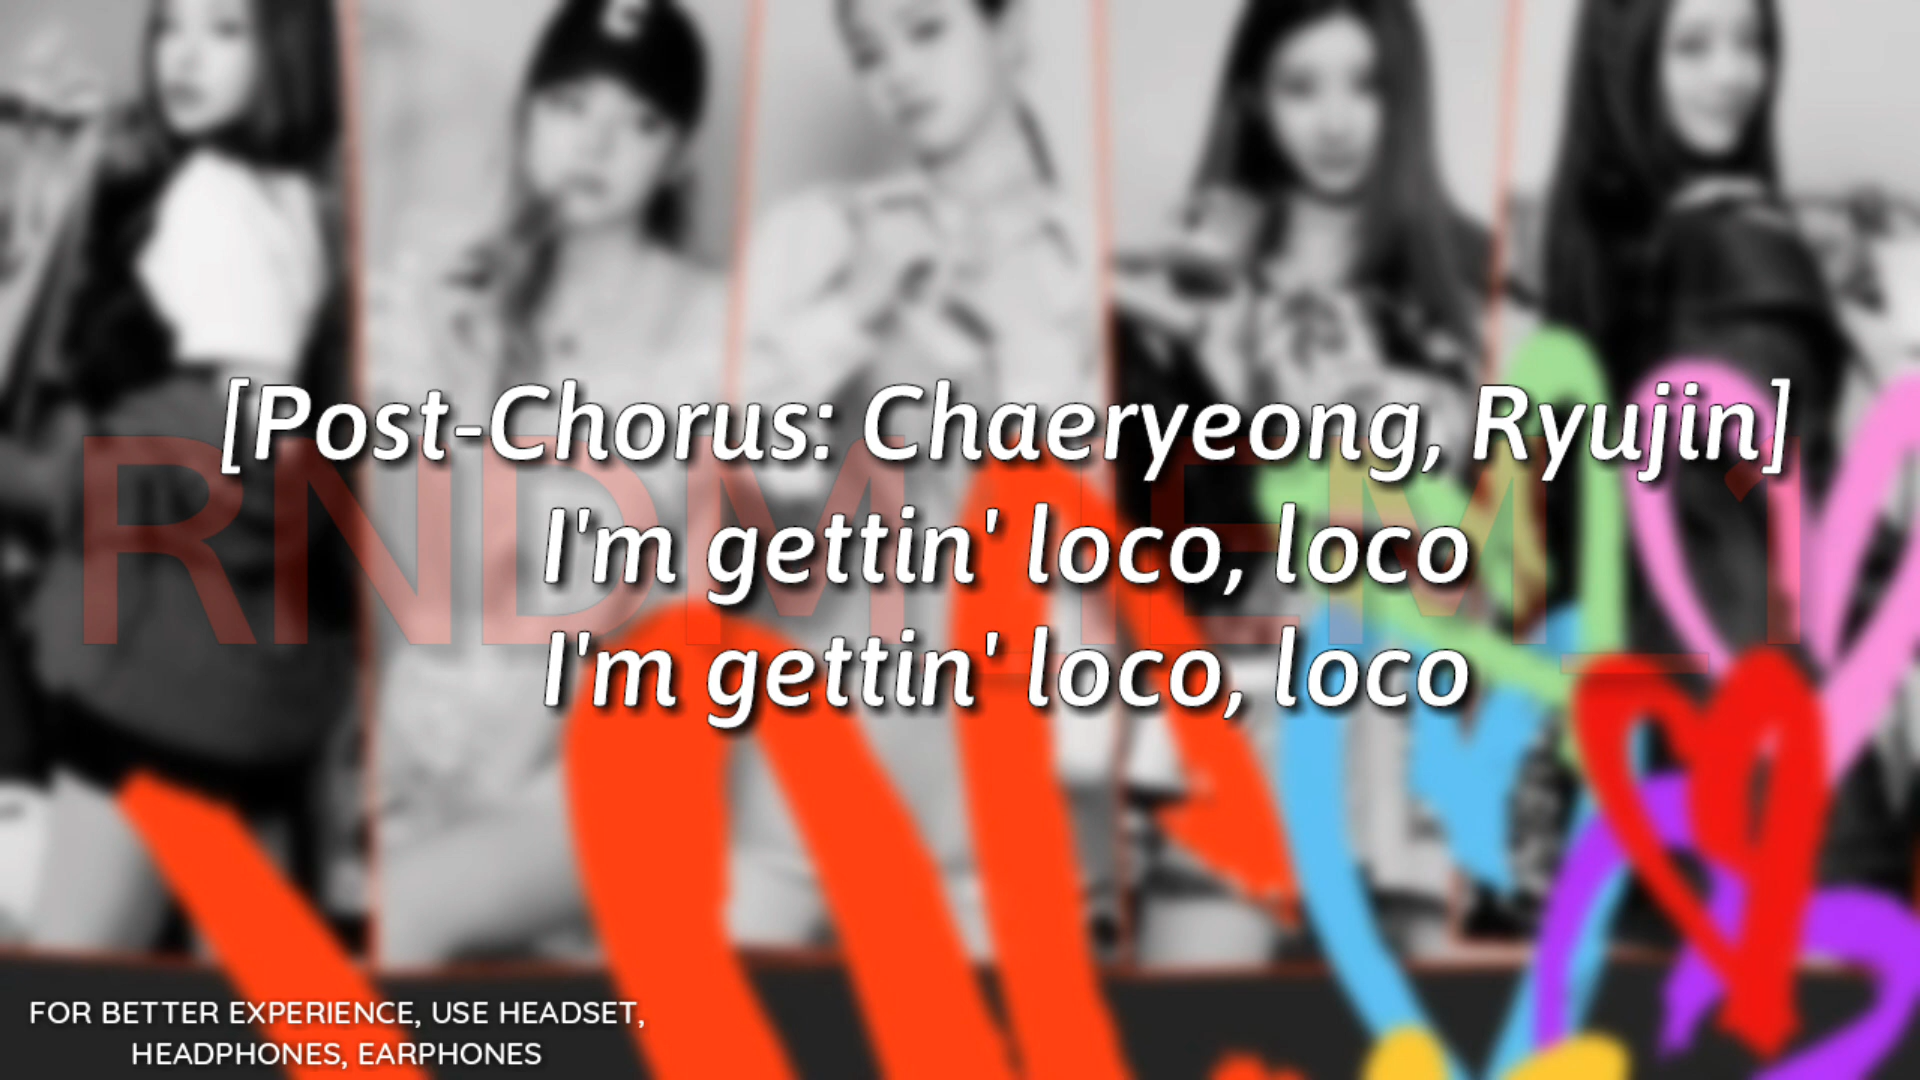 [Post-Chorus: Chaeryeong, Ryujin]
I'm gettin' loco, loco
I'm gettin' loco, loco
FOR BETTER EXPERIENCE, USE HEADSET,
HEADPHONES, EARPHONES